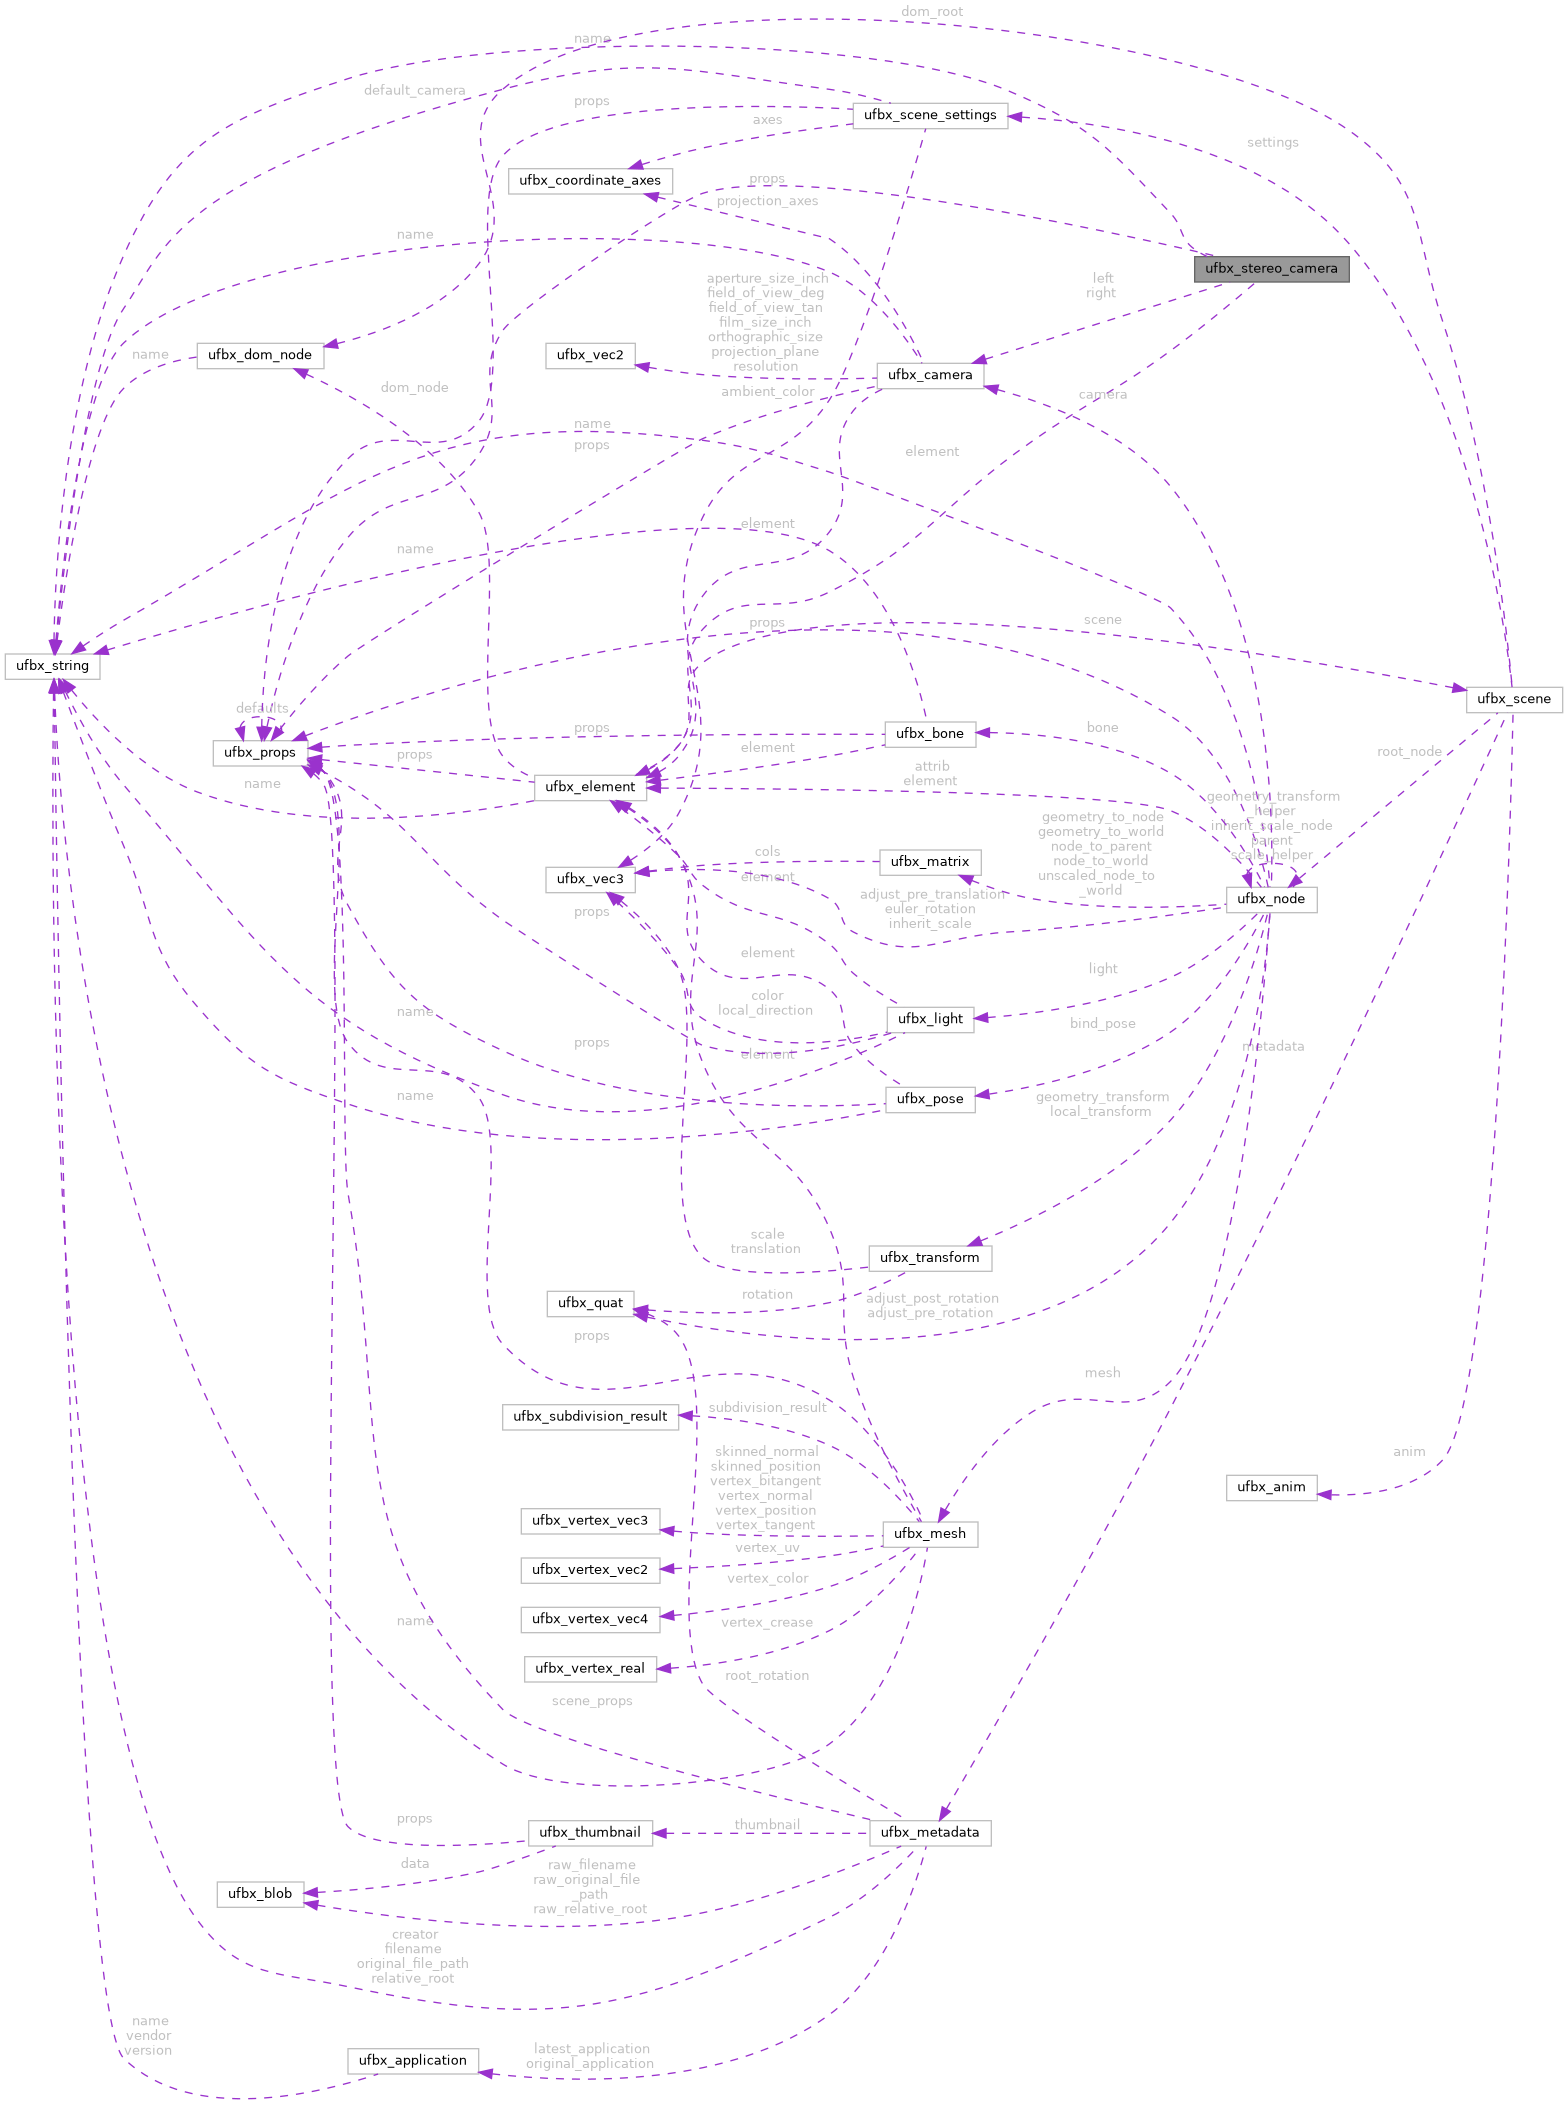 dom_root
name
default_camera
props
ufbx_scene_settings
axes
settings
ufbx_coordinate_axes
props
projection_axes
name
ufbx_stereo_camera
aperture_size_inch
field_of_view_deg
field_of_view_tan
film_size_inch
orthographic_size
projection_plane
resolution
left
right
name
ufbx_dom_node
ufbx_vec2
ufbx_camera
dom_node
ambient_color
camera
name
props
element
element
name
scene
props
ufbx_string
ufbx_scene
defaults
ufbx_props
props
props
ufbx_bone
bone
root_node
element
attrib
element
name
ufbx_element
geometry_transform
_helper
inherit_scale_node
parent
scale_helper
geometry_to_node
geometry_to_world
node_to_parent
node_to_world
unscaled_node_to
_world
cols
ufbx_matrix
ufbx_vec3
element
adjust_pre_translation
euler_rotation
inherit_scale
ufbx_node
props
element
light
color
local_direction
name
ufbx_light
bind_pose
props
element
metadata
name
ufbx_pose
geometry_transform
local_transform
scale
translation
ufbx_transform
rotation
ufbx_quat
adjust_post_rotation
adjust_pre_rotation
props
mesh
subdivision_result
ufbx_subdivision_result
skinned_normal
skinned_position
vertex_bitangent
vertex_normal
vertex_position
vertex_tangent
anim
ufbx_anim
ufbx_vertex_vec3
ufbx_mesh
vertex_uv
ufbx_vertex_vec2
vertex_color
ufbx_vertex_vec4
name
vertex_crease
ufbx_vertex_real
root_rotation
scene_props
props
ufbx_thumbnail
thumbnail
ufbx_metadata
data
ufbx_blob
raw_filename
raw_original_file
_path
raw_relative_root
creator
filename
original_file_path
relative_root
name
vendor
version
ufbx_application
latest_application
original_application